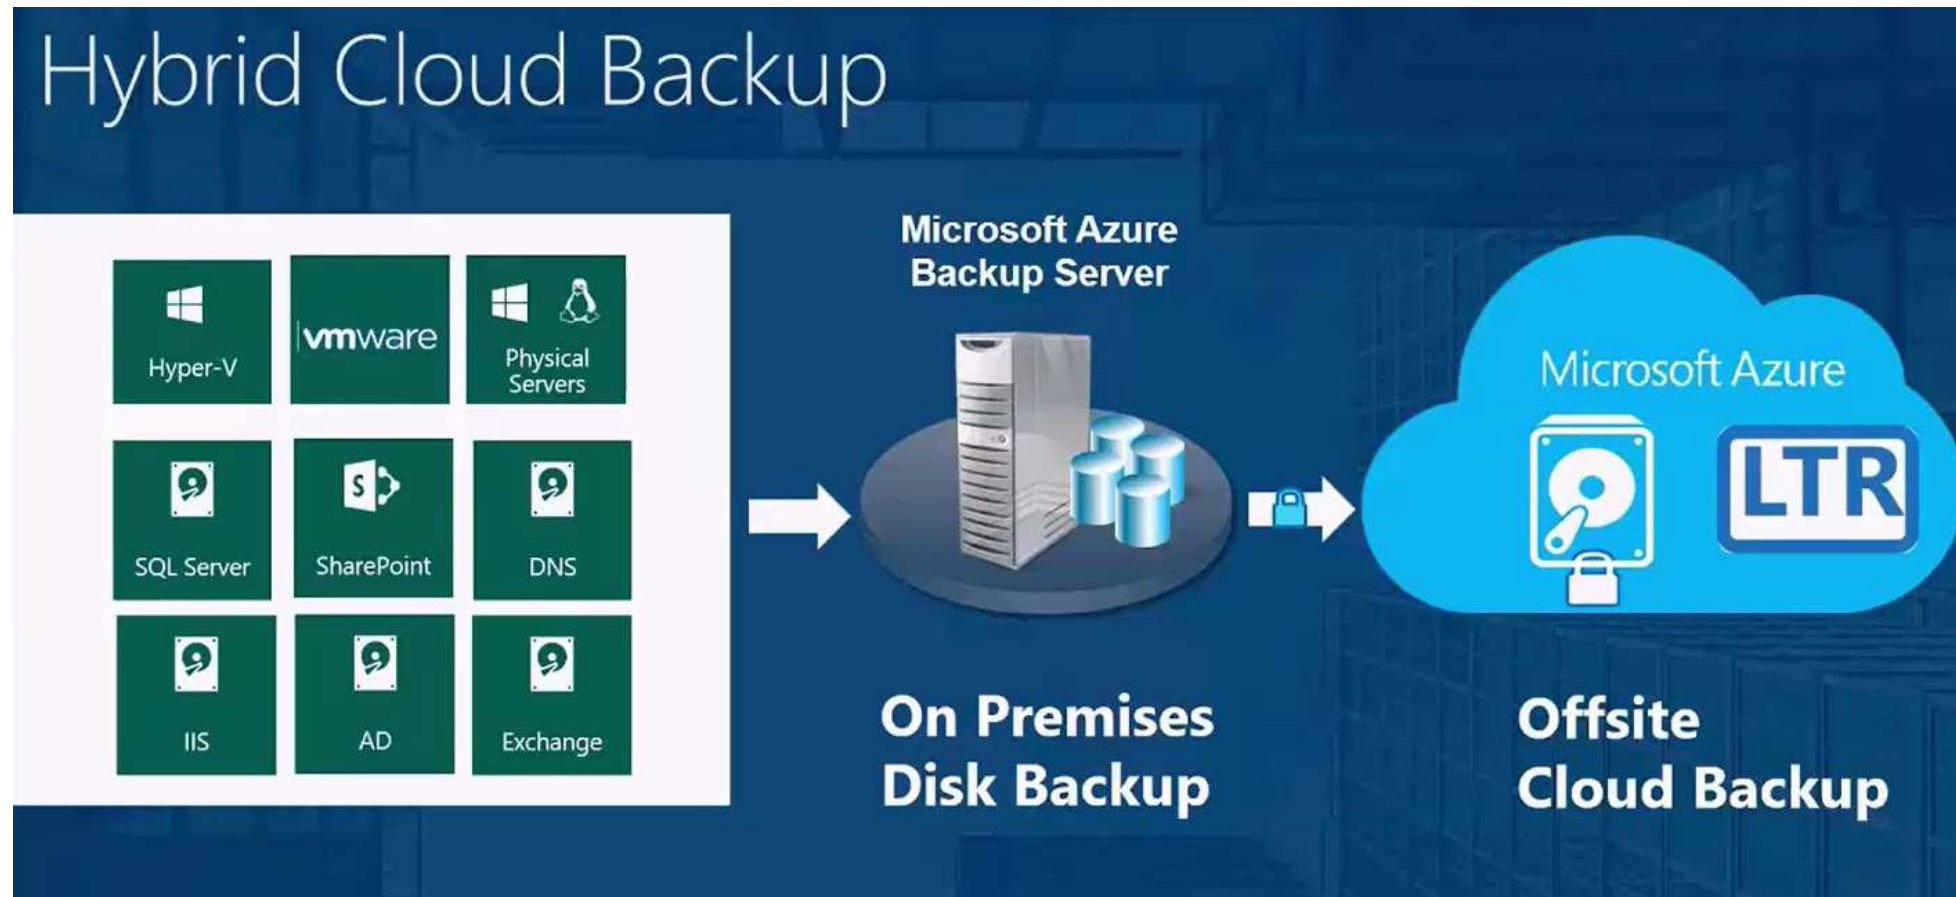 Hybrid Cloud Backup
Microsoft Azure
Backup Server
Hyper-V
vmware
Physical
Servers
SQL Server
S
SharePoint
DNS
IIS
AD
Exchange
Microsoft Azure
LTR
On Premises
Disk Backup
Offsite
Cloud Backup